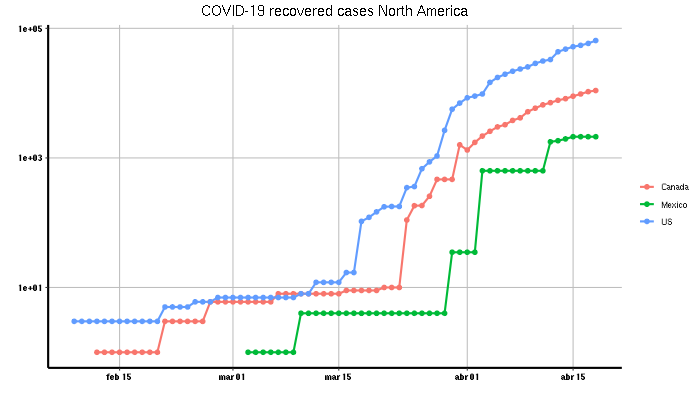 COVID-19 recovered cases North America
1e+05
1e+03
1e+01
feb 15
mar 01
mar 15
abr 01
abr 15
Canada
Mexico
US